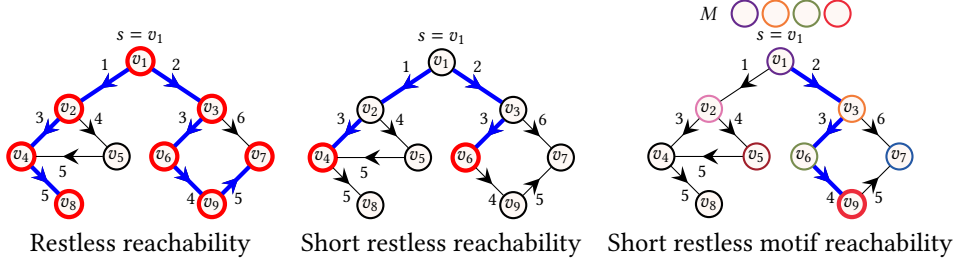 M
s = v1
s = v1
s = v1
v1
v1
v1
1 2
1 2
1 2
v2 v3
v2 v3
v2 v3
3 4 3 6
3 4 3 6
3 4 3 6
v4 v5 v6 v7
v4 v5 v6 v7
v4 v5 v6 v7
5 5 4 5
5 5 4 5
5 5 4 5
v8 v9
v8 v9
v8 v9
Restless reachability
Short restless reachability
Short restless motif reachability